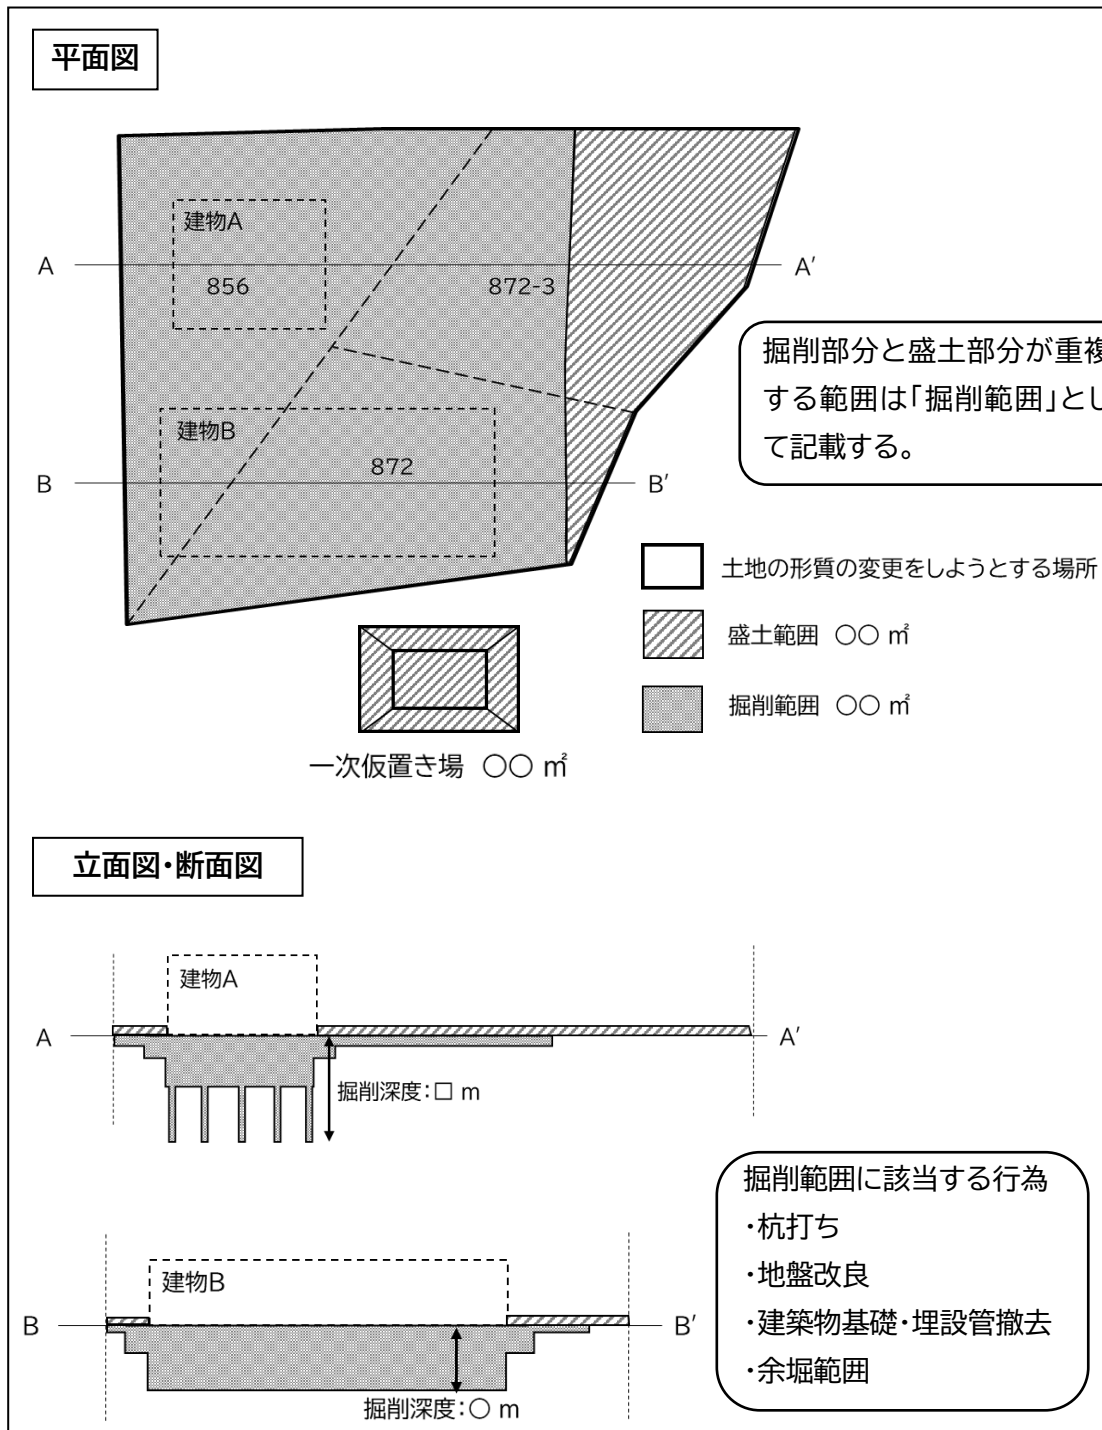 平面図
建物A
A
A′
856
872-3
掘削部分と盛土部分が重複
する範囲は「掘削範囲」とし
て記載する。
建物B
872
B
B′
土地の形質の変更をしようとする場所
盛土範囲 〇〇 ㎡
掘削範囲 〇〇 ㎡
一次仮置き場 〇〇 ㎡
立面図・断面図
建物A
A
A′
掘削深度：□ m
建物B
B
B′
掘削深度：〇 m
掘削範囲に該当する行為
・杭打ち
・地盤改良
・建築物基礎・埋設管撤去
・余堀範囲